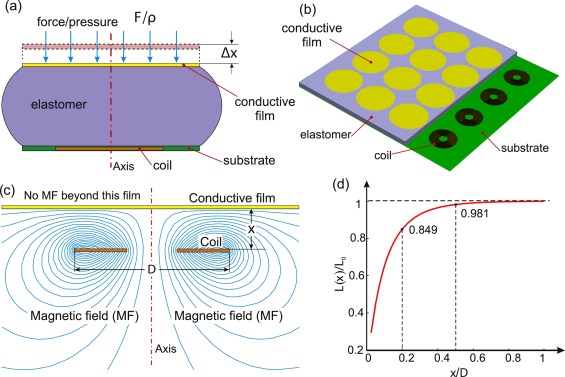 (a)
force/pressure
F/ρ
Δx
elastomer
conductive
film
coil
substrate
Axis
(b)
conductive
film
elastomer
coil
substrate
(c)
No MF beyond this film
Conductive film
x
Coil
D
Magnetic field (MF)
Magnetic field (MF)
Axis
(d)
L(x)/L₀
1
0.8
0.6
0.4
0.2
0.849
0.981
0
0.2
0.4
0.6
0.8
1
x/D